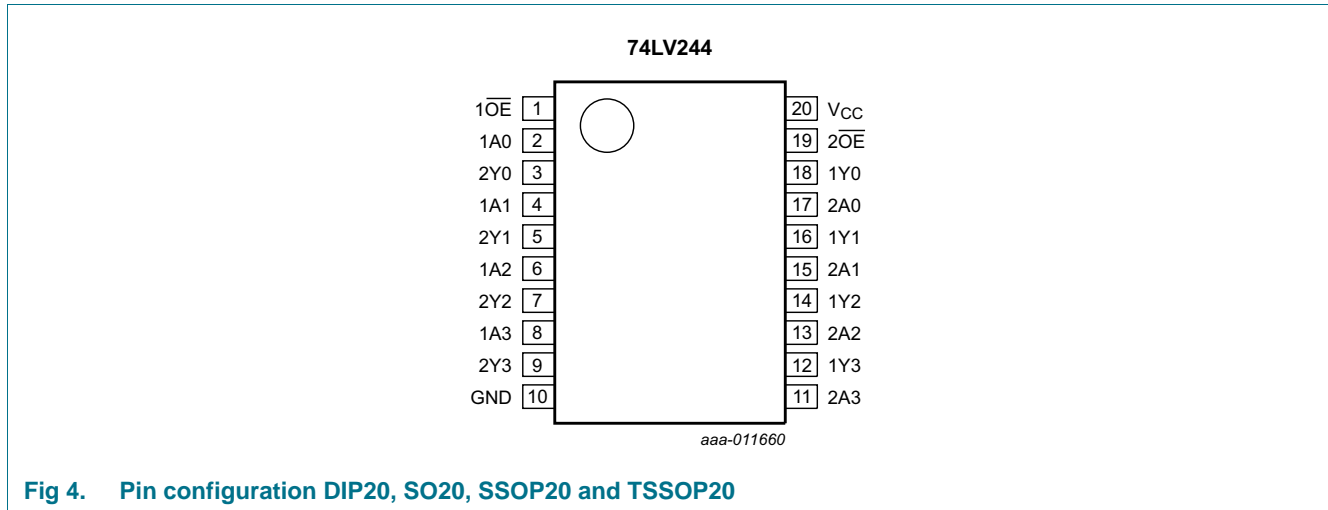 74LV244
1O̅E̅ 1
1A0 2
2Y0 3
1A1 4
2Y1 5
1A2 6
2Y2 7
1A3 8
2Y3 9
GND 10
20 VCC
19 2O̅E̅
18 1Y0
17 2A0
16 1Y1
15 2A1
14 1Y2
13 2A2
12 1Y3
11 2A3
aaa-011660
Fig 4. Pin configuration DIP20, SO20, SSOP20 and TSSOP20